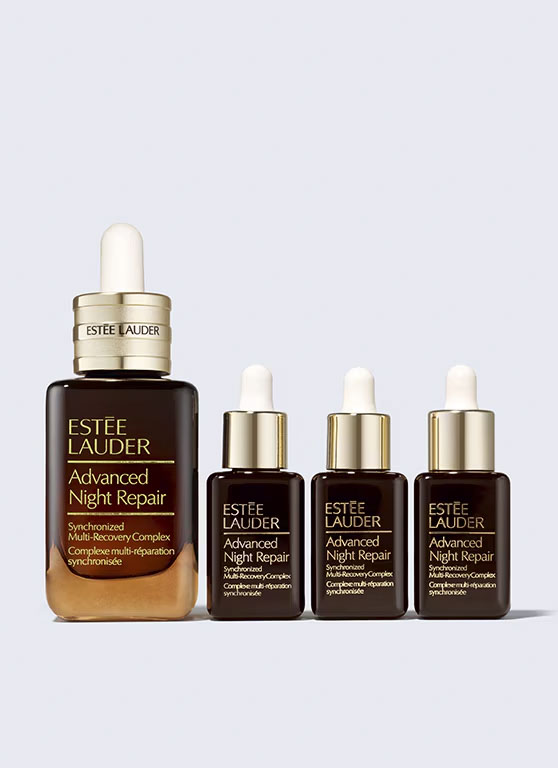 ESTĒE LAUDER
ESTĒE
LAUDER
Advanced
Night Repair
Synchronized
Multi-Recovery Complex
Complexe multi-réparation
synchronisée
ESTĒE
LAUDER
Advanced
Night Repair
Synchronized
Multi-Recovery Complex
Complexe multi-réparation
synchronisée
ESTĒE
LAUDER
Advanced
Night Repair
Synchronized
Multi-Recovery Complex
Complexe multi-réparation
synchronisée
ESTĒE
LAUDER
Advanced
Night Repair
Synchronized
Multi-Recovery Complex
Complexe multi-réparation
synchronisée